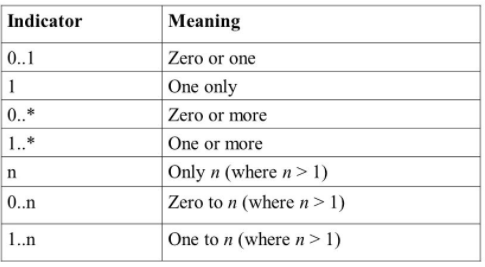 Indicator Meaning
0..1 Zero or one
1 One only
0..* Zero or more
1..* One or more
n Only n (where n > 1)
0..n Zero to n (where n > 1)
1..n One to n (where n > 1)